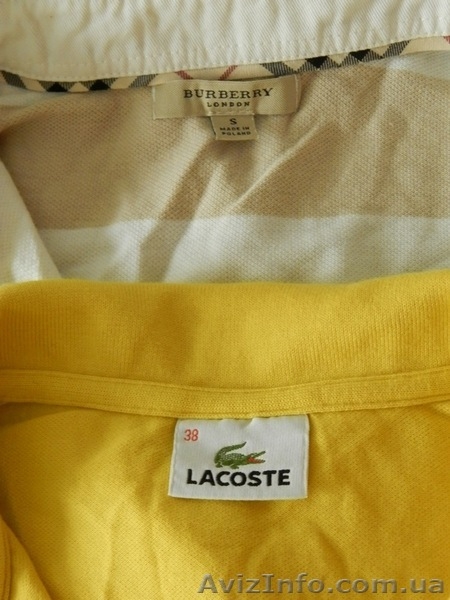 BURBERRY
LONDON
S
MADE IN
POLAND
38
LACOSTE
AvizInfo.com.ua